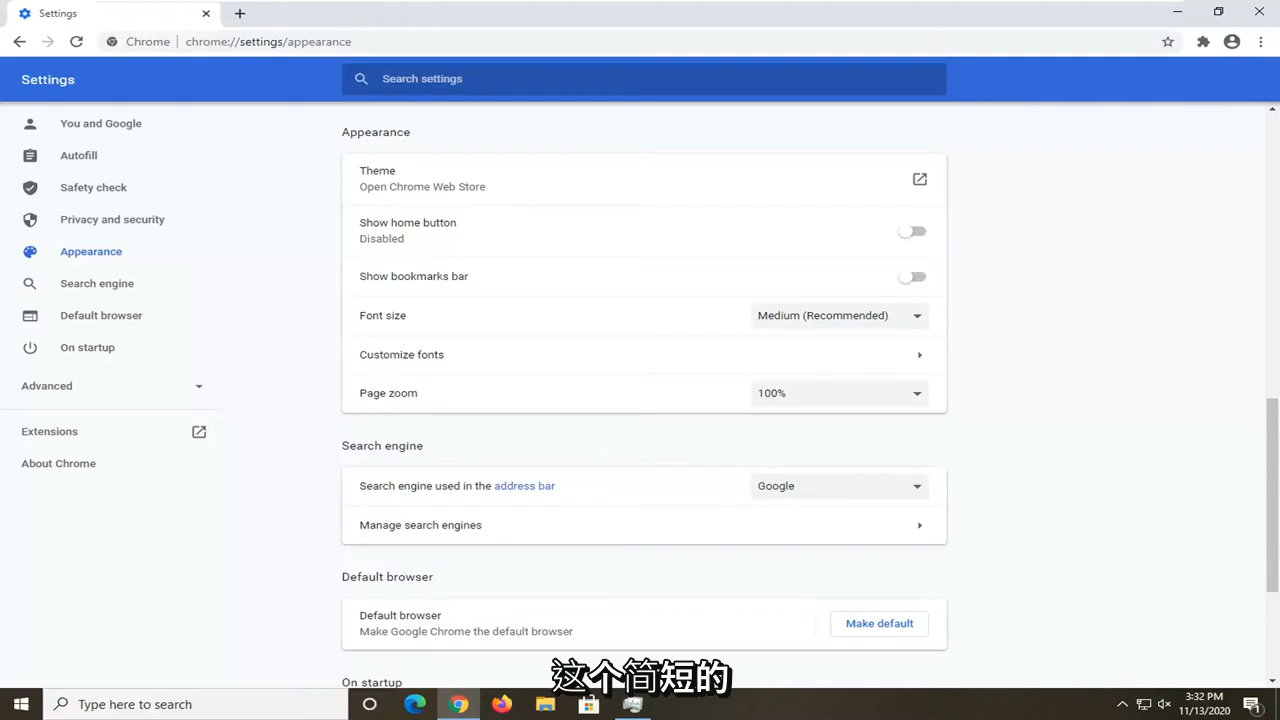 Settings
Chrome
chrome://settings/appearance
Settings
Search settings
You and Google
Autofill
Safety check
Privacy and security
Appearance
Search engine
Default browser
On startup
Advanced
Extensions
About Chrome
Appearance
Theme
Open Chrome Web Store
Show home button
Disabled
Show bookmarks bar
Font size
Medium (Recommended)
Customize fonts
Page zoom
100%
Search engine
Search engine used in the address bar
Google
Manage search engines
Default browser
Default browser
Make Google Chrome the default browser
Make default
On startup
这个简短的
Type here to search
3:32 PM
11/13/2020
1